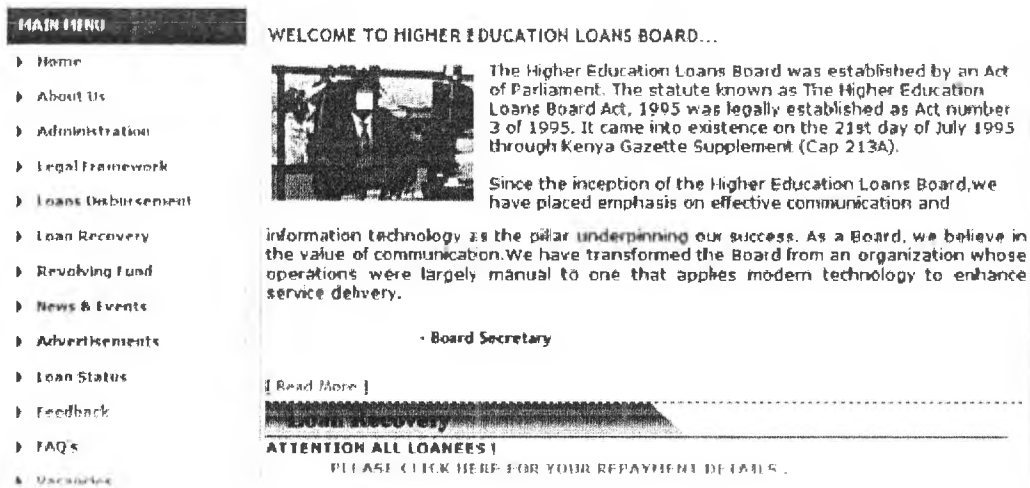 MAIN MENU
Home
About Us
Administration
Legal Framework
Loans Disbursement
Loan Recovery
Revolving Fund
News & Events
Advertisements
Loan Status
Feedback
FAQ's
Vacancies
WELCOME TO HIGHER EDUCATION LOANS BOARD...
The Higher Education Loans Board was established by an Act
of Parliament. The statute known as The Higher Education
Loans Board Act, 1995 was legally established as Act number
3 of 1995. It came into existence on the 21st day of July 1995
through Kenya Gazette Supplement (Cap 213A).
Since the inception of the Higher Education Loans Board,we
have placed emphasis on effective communication and
information technology as the pillar underpinning our success. As a Board, we believe in
the value of communication.We have transformed the Board from an organization whose
operations were largely manual to one that applies modern technology to enhance
service delivery.
- Board Secretary
[ Read More ]
Loan Recovery
ATTENTION ALL LOANEES !
PLEASE CLICK HERE FOR YOUR REPAYMENT DETAILS .